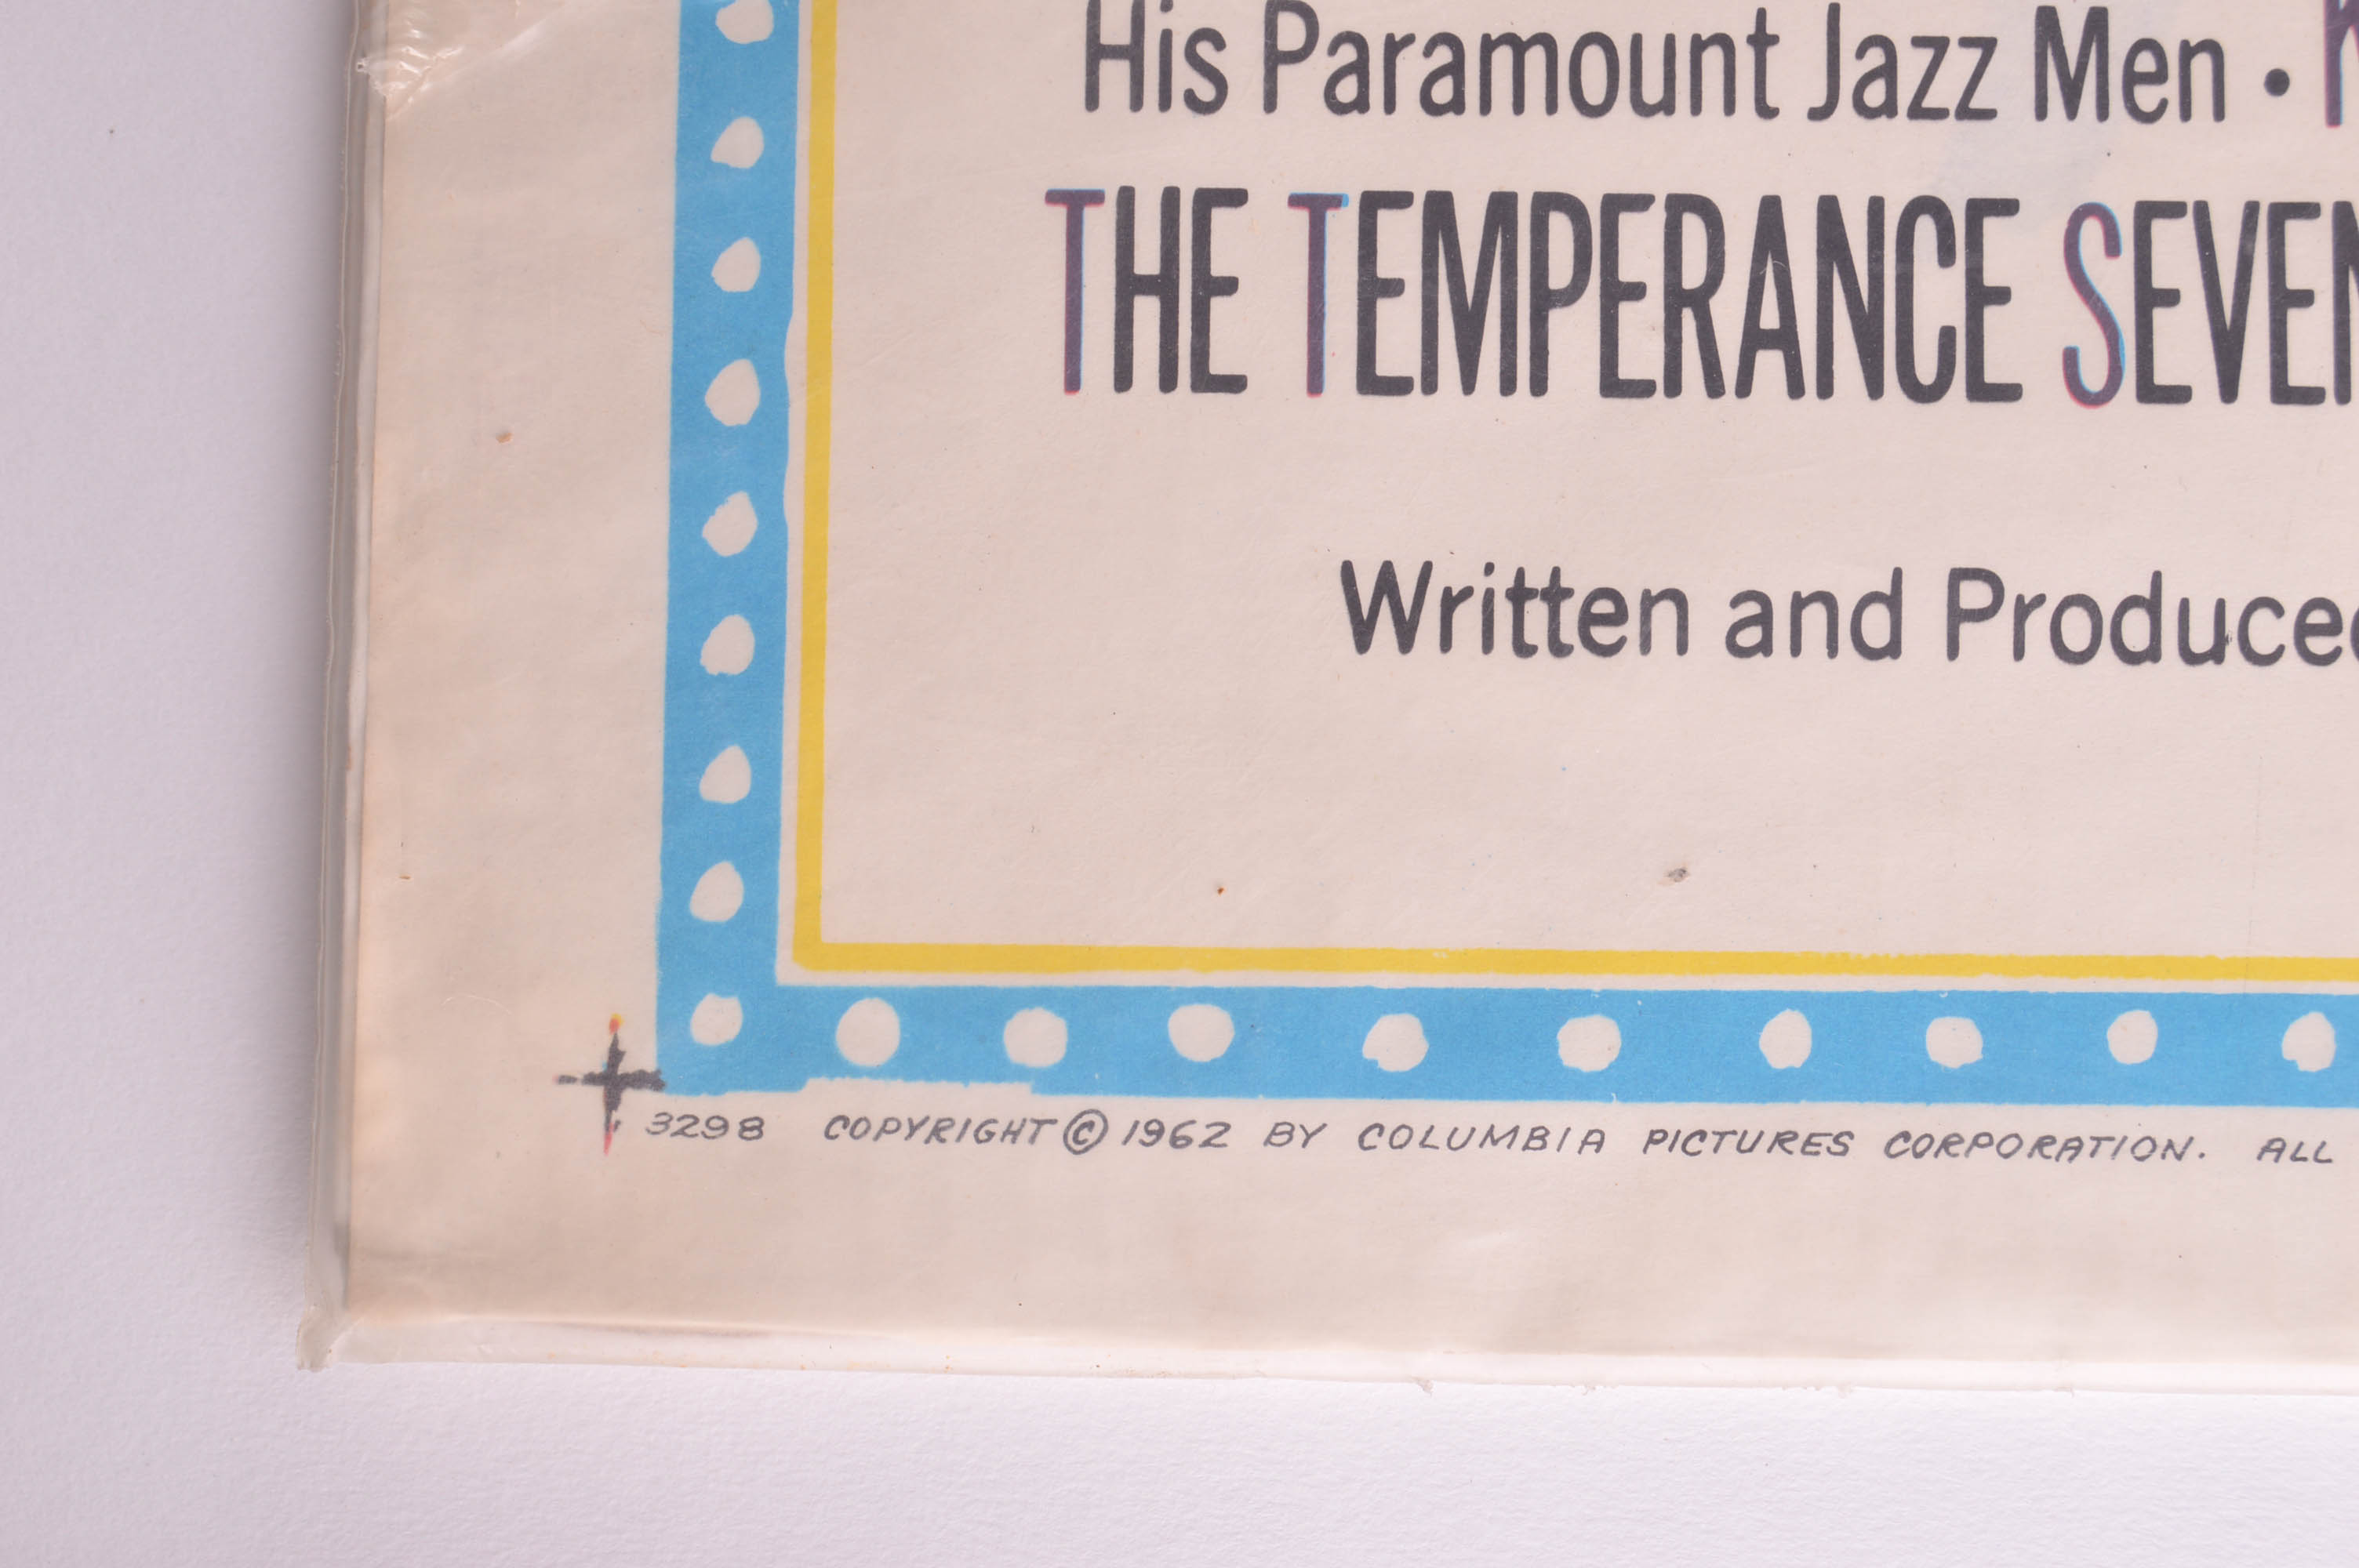 His Paramount Jazz Men •
THE TEMPERANCE SEVEN
Written and Produced
3298 COPYRIGHT © 1962 BY COLUMBIA PICTURES CORPORATION. ALL